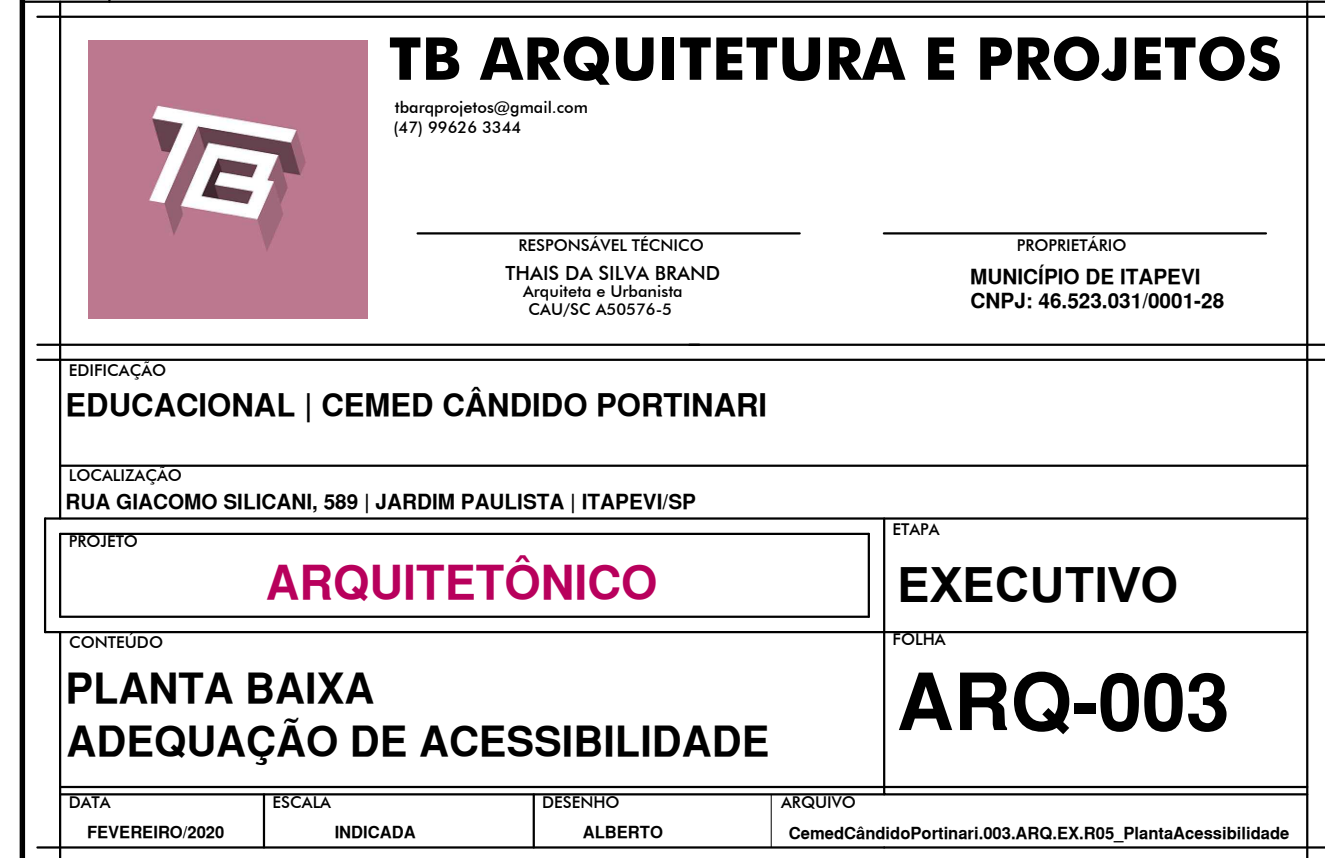 TB
TB ARQUITETURA E PROJETOS
tbarqprojetos@gmail.com
(47) 99626 3344
RESPONSÁVEL TÉCNICO
THAIS DA SILVA BRAND
Arquiteta e Urbanista
CAU/SC A50576-5
PROPRIETÁRIO
MUNICÍPIO DE ITAPEVI
CNPJ: 46.523.031/0001-28
EDIFICAÇÃO
EDUCACIONAL | CEMED CÂNDIDO PORTINARI
LOCALIZAÇÃO
RUA GIACOMO SILICANI, 589 | JARDIM PAULISTA | ITAPEVI/SP
PROJETO
ARQUITETÔNICO
ETAPA
EXECUTIVO
CONTEÚDO
PLANTA BAIXA
ADEQUAÇÃO DE ACESSIBILIDADE
FOLHA
ARQ-003
DATA
FEVEREIRO/2020
ESCALA
INDICADA
DESENHO
ALBERTO
ARQUIVO
CemedCândidoPortinari.003.ARQ.EX.R05_PlantaAcessibilidade